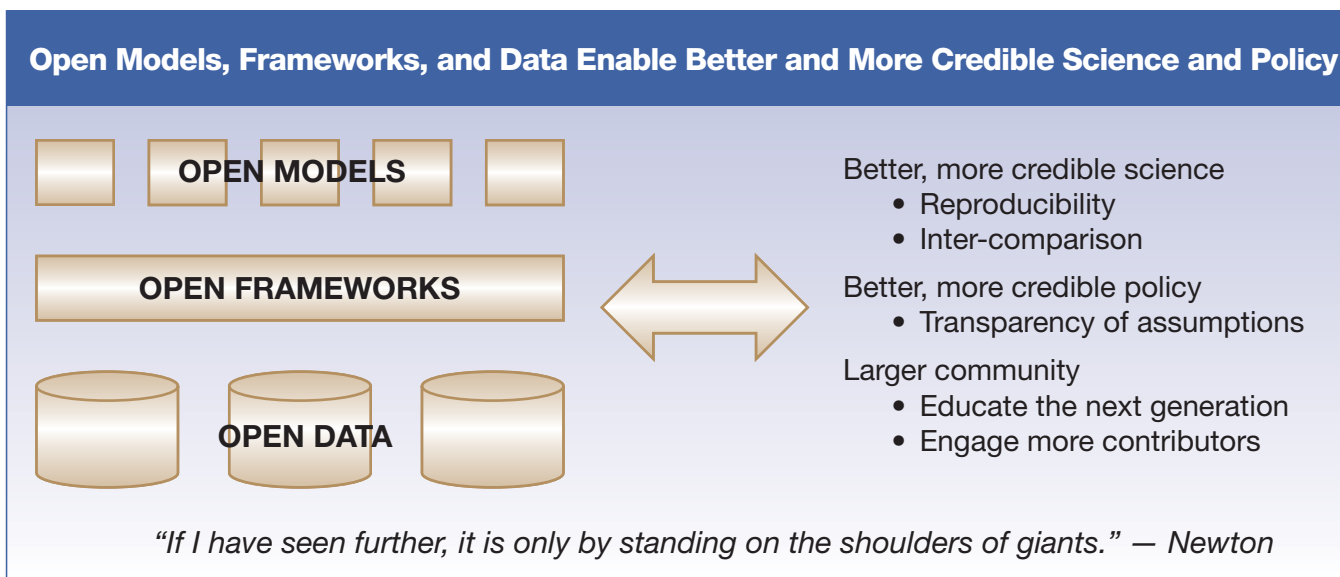 Open Models, Frameworks, and Data Enable Better and More Credible Science and Policy
OPEN MODELS
OPEN FRAMEWORKS
OPEN DATA
Better, more credible science
• Reproducibility
• Inter-comparison
Better, more credible policy
• Transparency of assumptions
Larger community
• Educate the next generation
• Engage more contributors
“If I have seen further, it is only by standing on the shoulders of giants.” — Newton